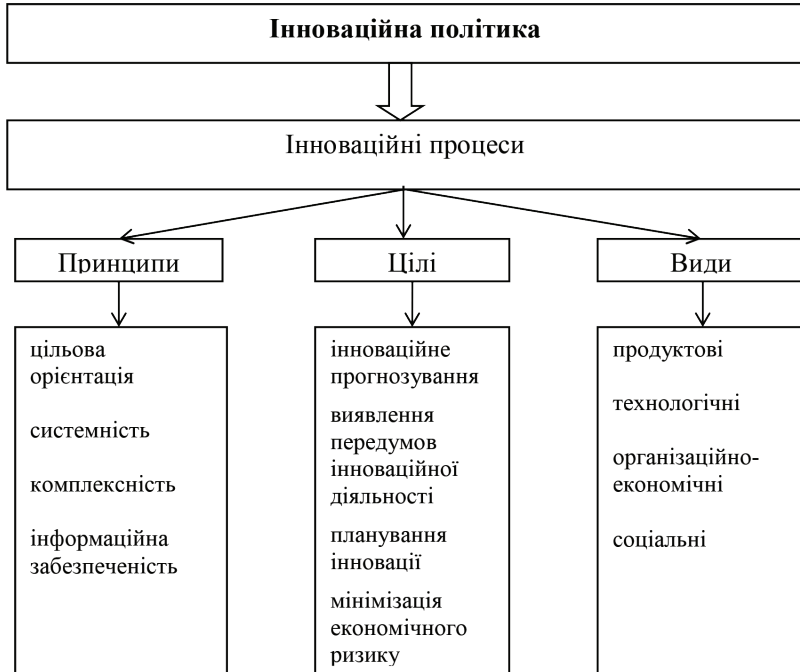 Інноваційна політика
Інноваційні процеси
Принципи
Цілі
Види
цільова
орієнтація
системність
комплексність
інформаційна
забезпеченість
інноваційне
прогнозування
виявлення
передумов
інноваційної
діяльності
планування
інновації
мінімізація
економічного
ризику
продуктові
технологічні
організаційно-
економічні
соціальні